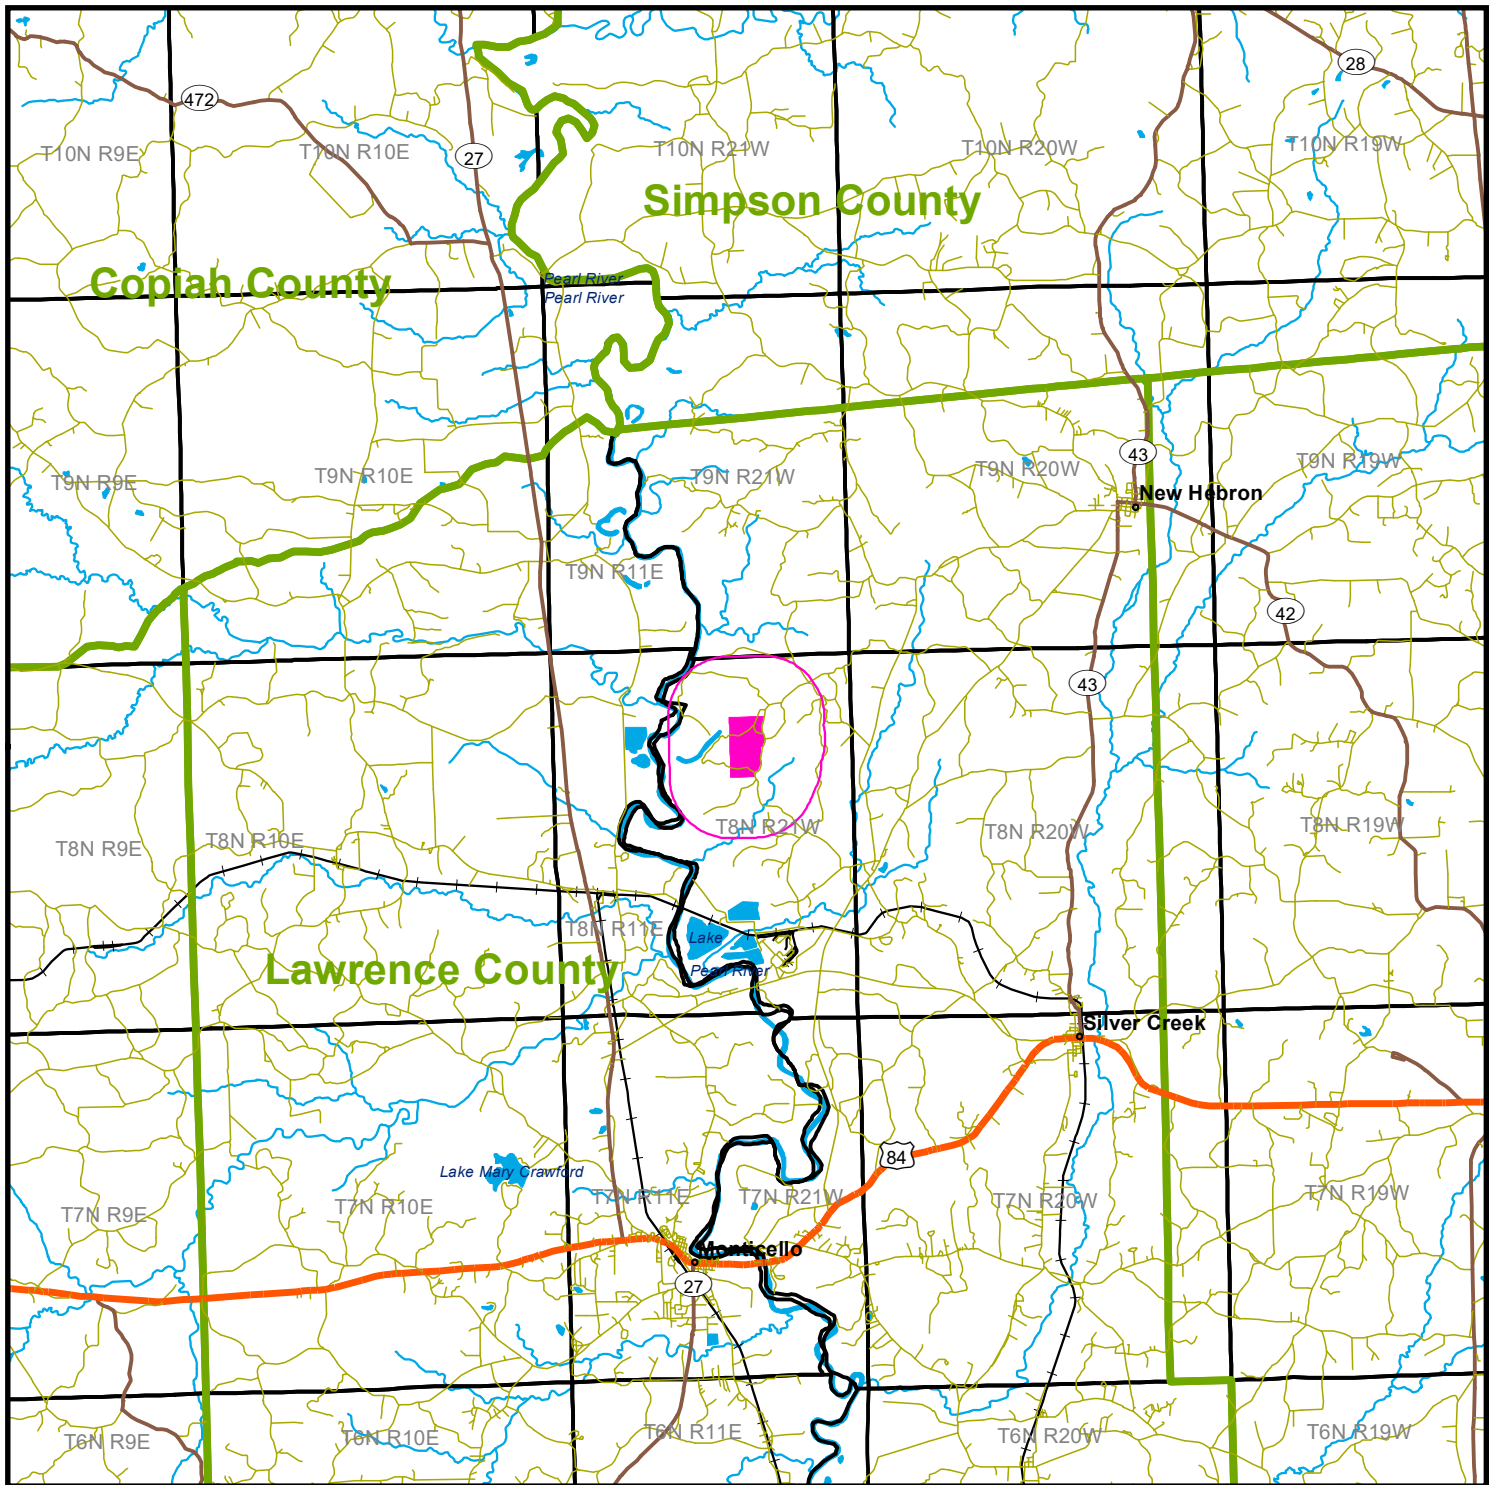 28
472
T10N R9E
T10N R10E
27
T10N R21W
T10N R20W
T10N R19W
Simpson County
Copiah County
Pearl River
Pearl River
T9N R9E
T9N R10E
T9N R21W
T9N R20W
43
T9N R19W
New Hebron
T9N R11E
42
43
T8N R9E
T8N R10E
T8N R21W
T8N R20W
T8N R19W
T8N R11E
Lake
Lawrence County
Pearl River
Silver Creek
84
Lake Mary Crawford
T7N R9E
T7N R10E
T7N R11E
T7N R21W
T7N R20W
T7N R19W
Monticello
27
T6N R9E
T6N R10E
T6N R11E
T6N R20W
T6N R19W